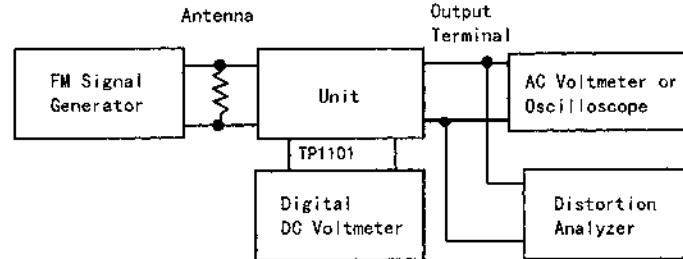 Antenna
Output
Terminal
FM Signal
Generator
Unit
AC Voltmeter or
Oscilloscope
TP1101
Digital
DC Voltmeter
Distortion
Analyzer